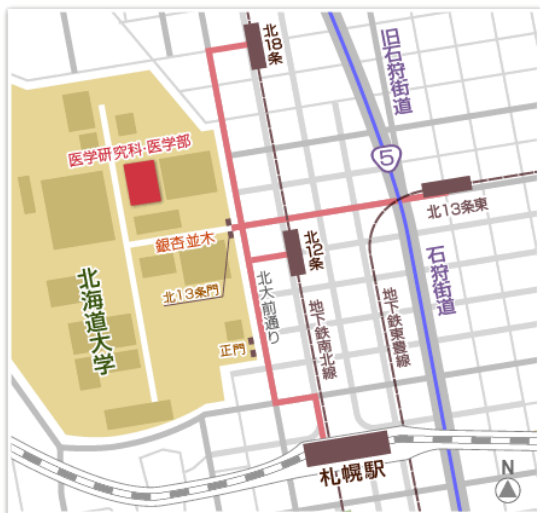 北18条
旧石狩街道
医学研究科・医学部
5
北13条東
銀杏並木
北12条
石狩街道
北海道大学
北13条門
北大前通り
地下鉄南北線
地下鉄東豊線
正門
札幌駅
N